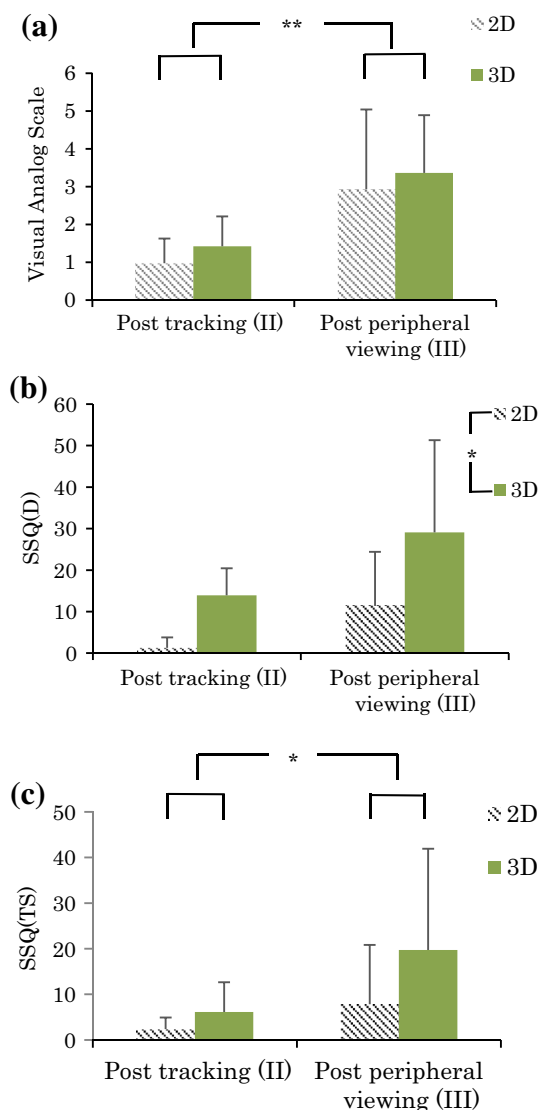 (a)
**
2D
3D
Visual Analog Scale
6
5
4
3
2
1
0
Post tracking (II)
Post peripheral
viewing (III)
(b)
2D
*
3D
SSQ(D)
60
50
40
30
20
10
0
Post tracking (II)
Post peripheral
viewing (III)
(c)
*
2D
3D
SSQ(TS)
50
40
30
20
10
0
Post tracking (II)
Post peripheral
viewing (III)